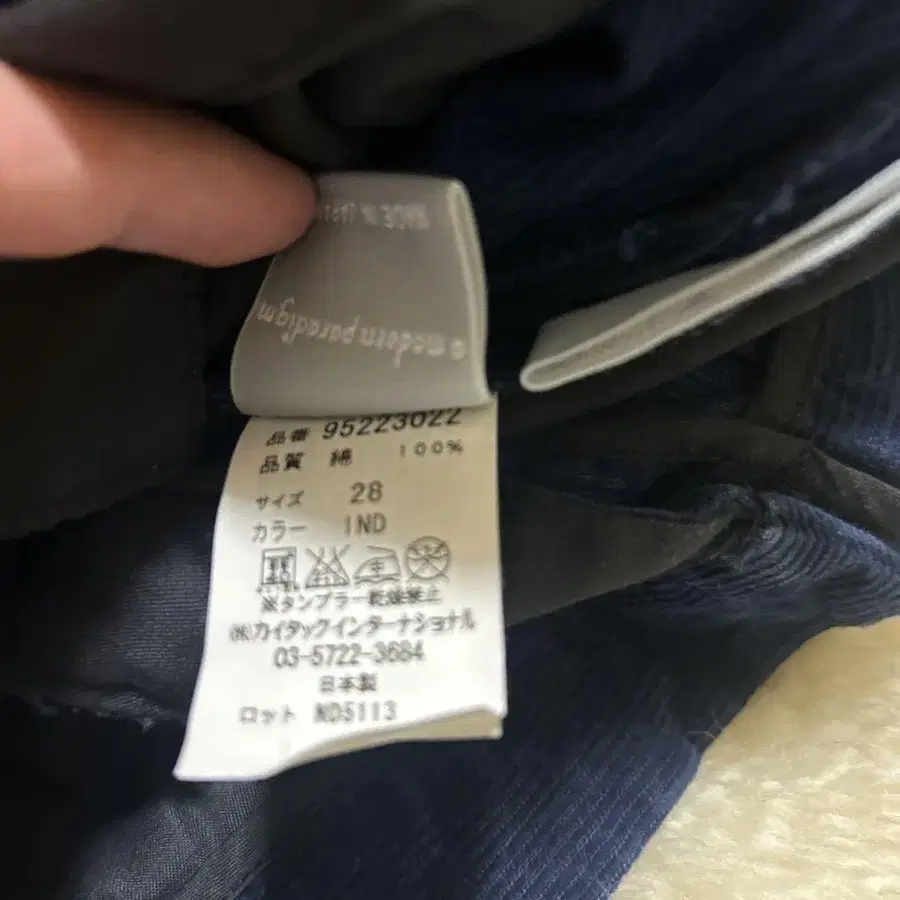 MADE IN
modern paradigm
品番 95223022
品質 綿 100%
サイズ 28
カラー IND
※タンブラー乾燥禁止
㈱カイタックインターナショナル
03-5722-3684
日本製
ロット ND5113